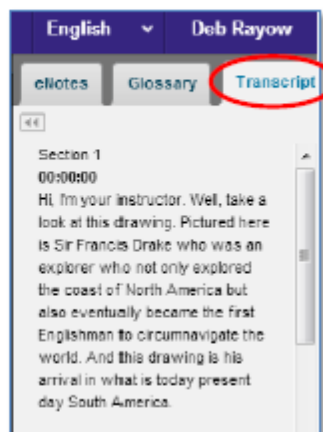 English Deb Rayow
eNotes Glossary Transcript
Section 1
00:00:00
Hi, I'm your instructor. Well, take a
look at this drawing. Pictured here
is Sir Francis Drake who was an
explorer who not only explored
the coast of North America but
also eventually became the first
Englishman to circumnavigate the
world. And this drawing is his
arrival in what is today present
day South America.